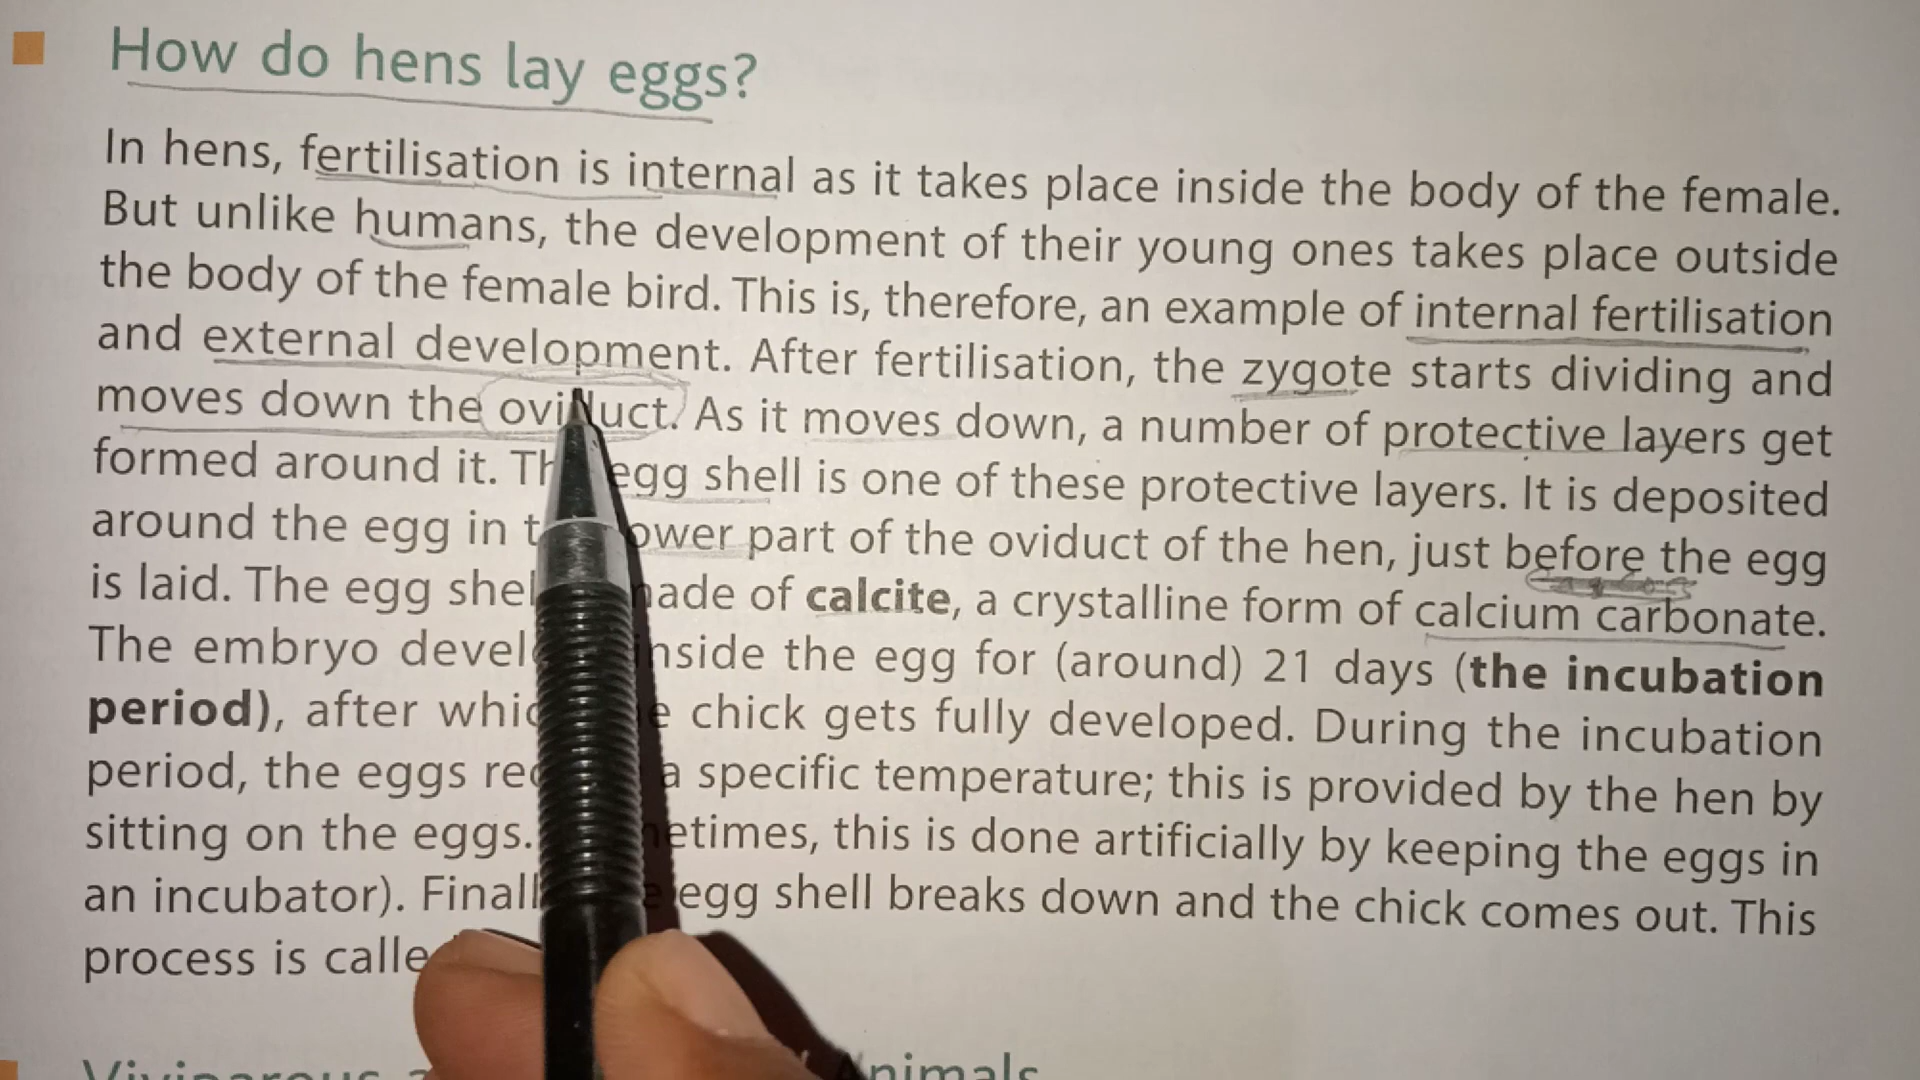 How do hens lay eggs?
In hens, fertilisation is internal as it takes place inside the body of the female.
But unlike humans, the development of their young ones takes place outside
the body of the female bird. This is, therefore, an example of internal fertilisation
and external development. After fertilisation, the zygote starts dividing and
moves down the oviduct. As it moves down, a number of protective layers get
formed around it. egg shell is one of these protective layers. It is deposited
around the egg in lower part of the oviduct of the hen, just before the egg
is laid. The egg made of calcite, a crystalline form of calcium carbonate.
The embryo inside the egg for (around) 21 days (the incubation
period), after chick gets fully developed. During the incubation
period, the eggs a specific temperature; this is provided by the hen by
sitting on the eggs. this is done artificially by keeping the eggs in
an incubator). egg shell breaks down and the chick comes out. This
process is
Animals